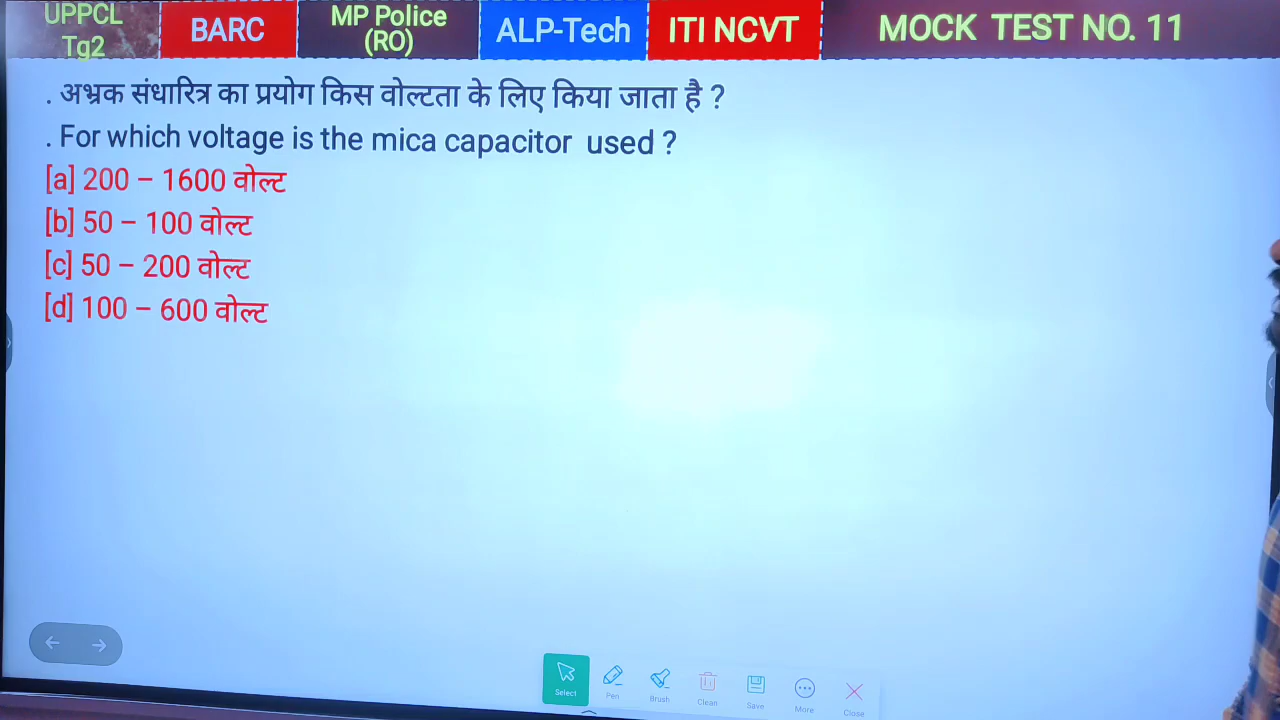 UPPCL
Tg2
BARC
MP Police
(RO)
ALP-Tech
ITI NCVT
MOCK TEST NO. 11
. अभ्रक संधारित्र का प्रयोग किस वोल्टता के लिए किया जाता है ?
. For which voltage is the mica capacitor used ?
[a] 200 – 1600 वोल्ट
[b] 50 – 100 वोल्ट
[c] 50 – 200 वोल्ट
[d] 100 – 600 वोल्ट
Select
Pen
Brush
Clean
Save
More
Close